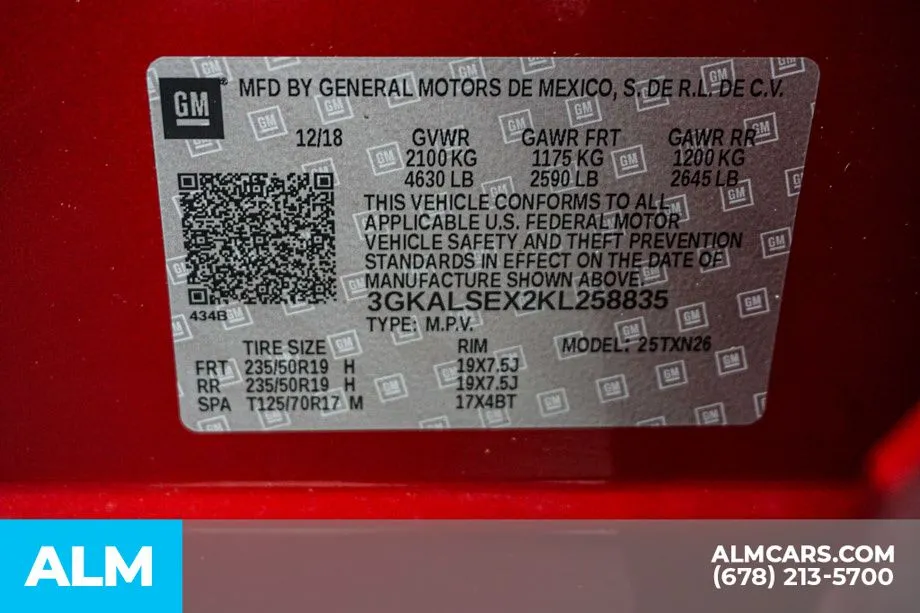 GM MFD BY GENERAL MOTORS DE MEXICO, S. DE R.L. DE C.V.
12/18 GVWR GAWR FRT GAWR RR
2100 KG 1175 KG 1200 KG
4630 LB 2590 LB 2645 LB
THIS VEHICLE CONFORMS TO ALL
APPLICABLE U.S. FEDERAL MOTOR
VEHICLE SAFETY AND THEFT PREVENTION
STANDARDS IN EFFECT ON THE DATE OF
MANUFACTURE SHOWN ABOVE.
3GKALSEX2KL258835
434B
TYPE: M.P.V.
TIRE SIZE RIM MODEL: 25TXN26
FRT 235/50R19 H 19X7.5J
RR 235/50R19 H 19X7.5J
SPA T125/70R17 M 17X4BT
ALM
ALMCARS.COM
(678) 213-5700